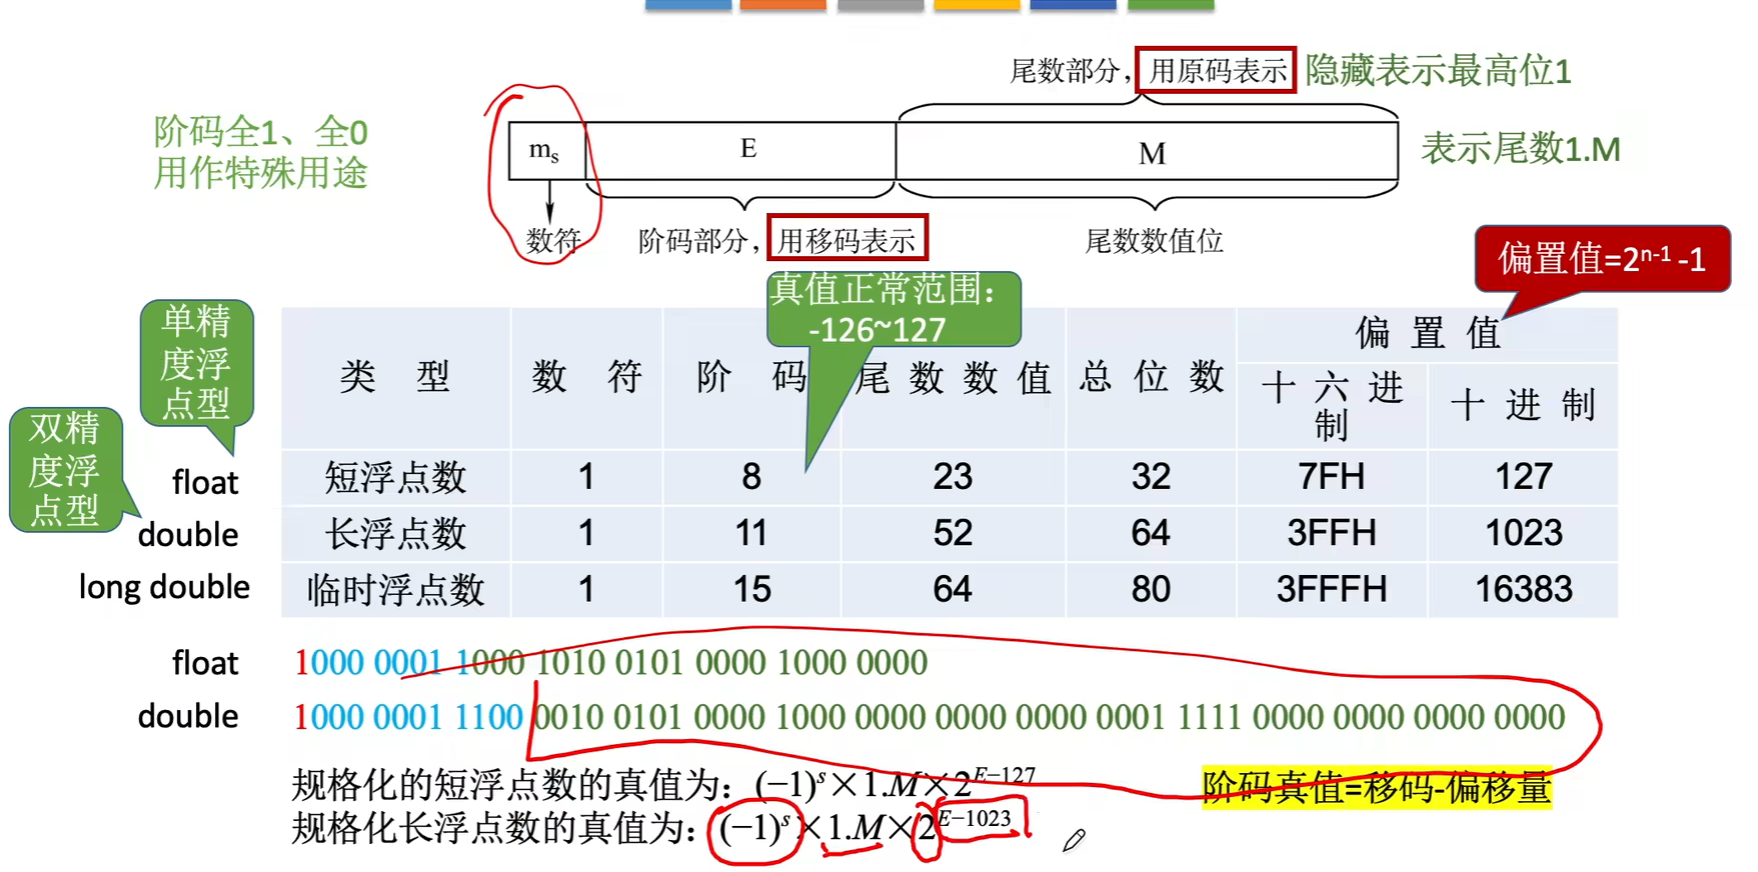 尾数部分，用原码表示 隐藏表示最高位1
阶码全1、全0
用作特殊用途
ms E M
表示尾数1.M
数符 阶码部分，用移码表示 尾数数值位
偏置值=2^n-1 -1
真值正常范围：
-126~127
单精
度浮
点型
双精
度浮
点型
类 型 数 符 阶 码 尾数数值 总位数 偏置值
十六进
制
十进制
float 短浮点数 1 8 23 32 7FH 127
double 长浮点数 1 11 52 64 3FFH 1023
long double 临时浮点数 1 15 64 80 3FFFH 16383
float 1000 0001 1000 1010 0101 0000 1000 0000
double 1000 0001 1100 0010 0101 0000 1000 0000 0000 0000 0001 1111 0000 0000 0000 0000
规格化的短浮点数的真值为：(−1)^s×1.M×2^E−127
阶码真值=移码-偏移量
规格化长浮点数的真值为：(−1)^s×1.M×2^E−1023